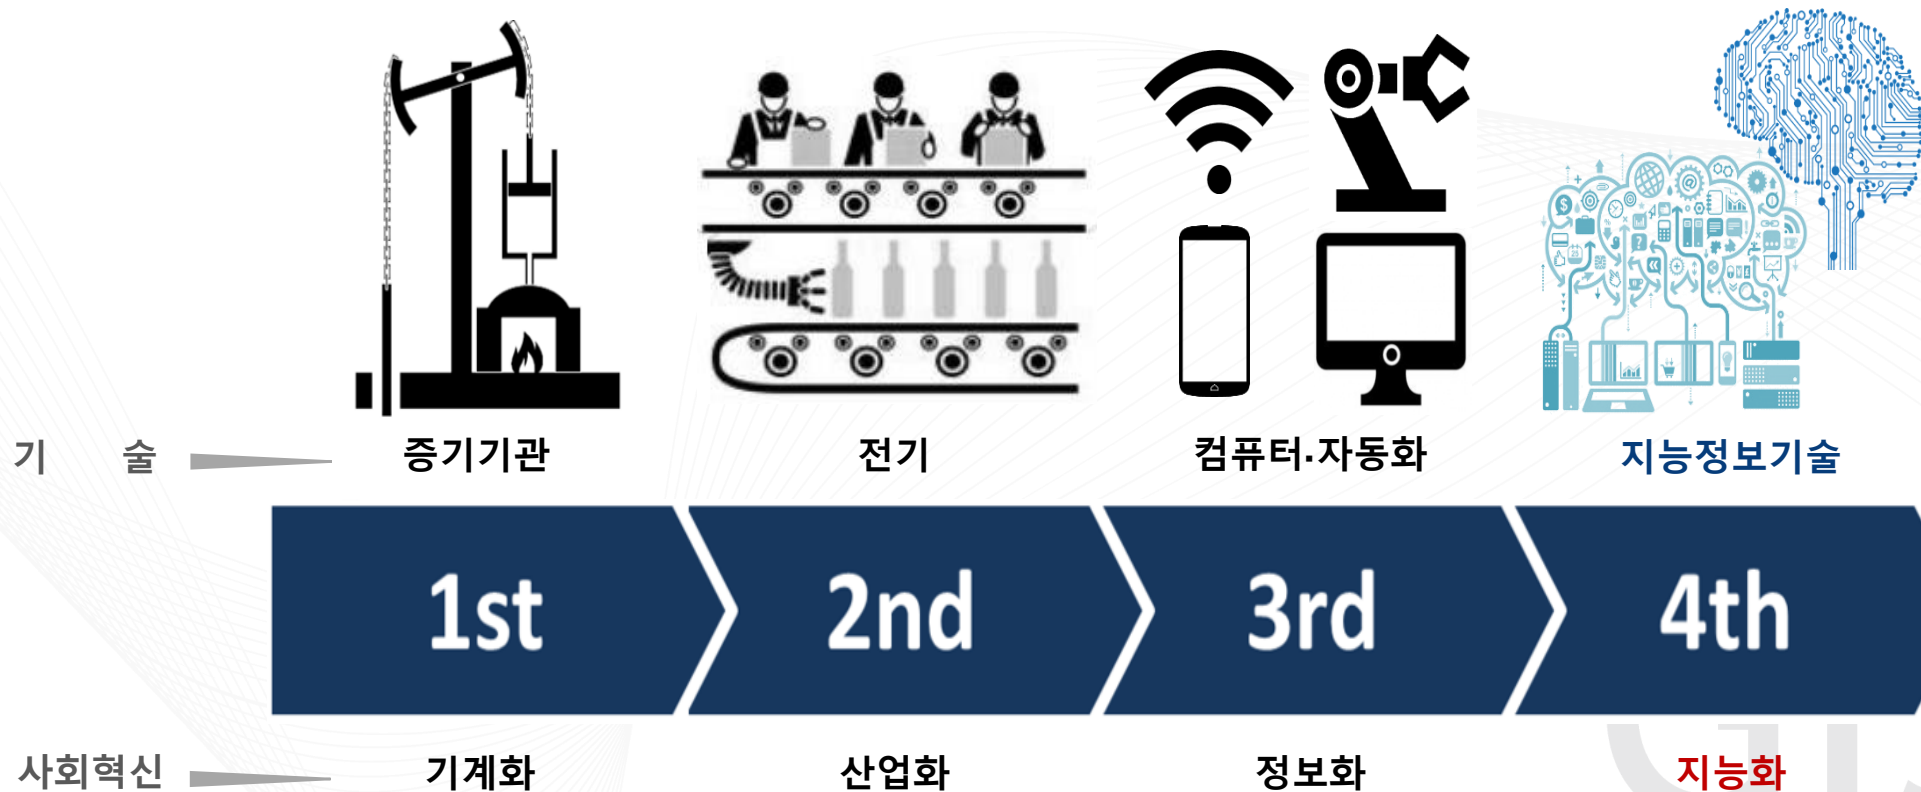 기 술 증기기관 전기 컴퓨터·자동화 지능정보기술
1st 2nd 3rd 4th
사회혁신 기계화 산업화 정보화 지능화